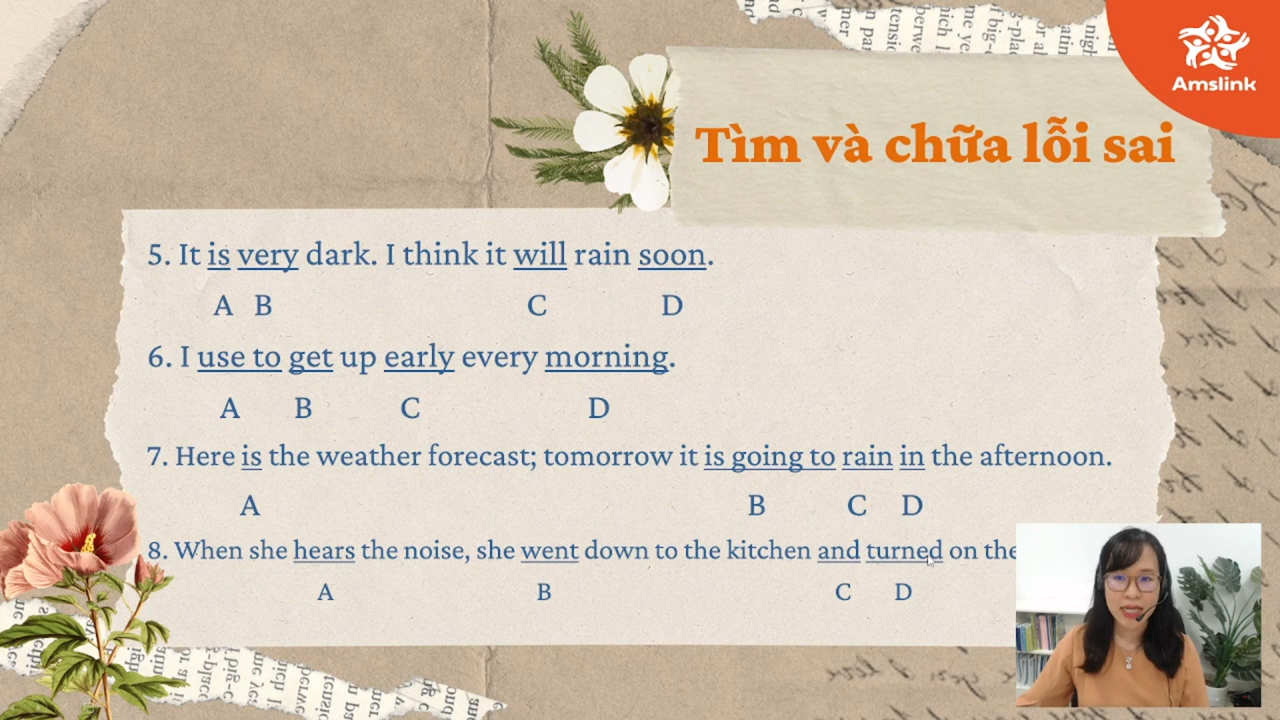 Amslink
Tìm và chữa lỗi sai
5. It is very dark. I think it will rain soon.
A B C D
6. I use to get up early every morning.
A B C D
7. Here is the weather forecast; tomorrow it is going to rain in the afternoon.
A B C D
8. When she hears the noise, she went down to the kitchen and turned on the
A B C D